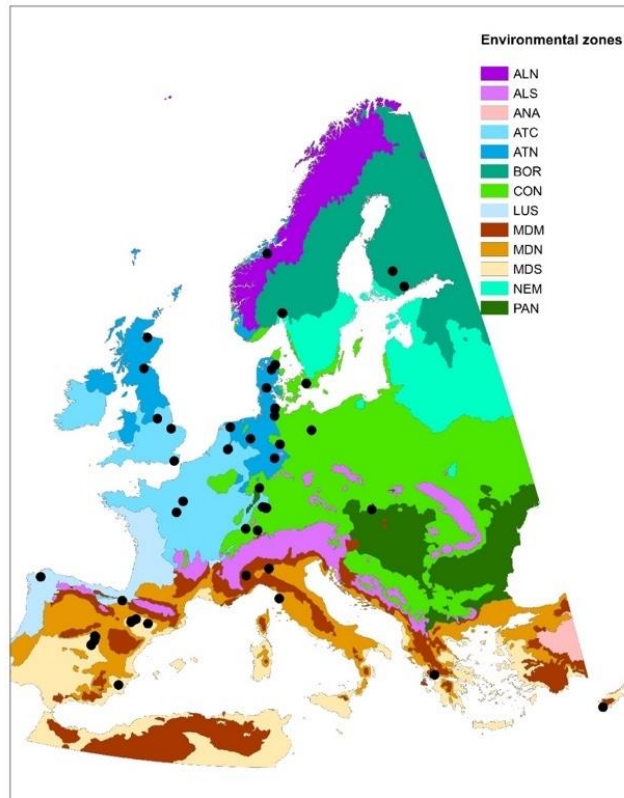 Environmental zones
ALN
ALS
ANA
ATC
ATN
BOR
CON
LUS
MDM
MDN
MDS
NEM
PAN